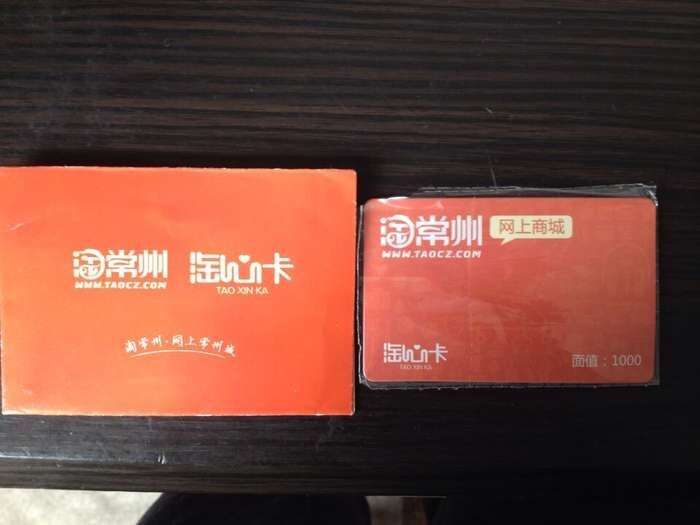 淘常州
WWW.TAOCZ.COM
淘心卡
TAO XIN KA
淘常州·网上常州城
淘常州
WWW.TAOCZ.COM
网上商城
淘心卡
TAO XIN KA
面值：1000